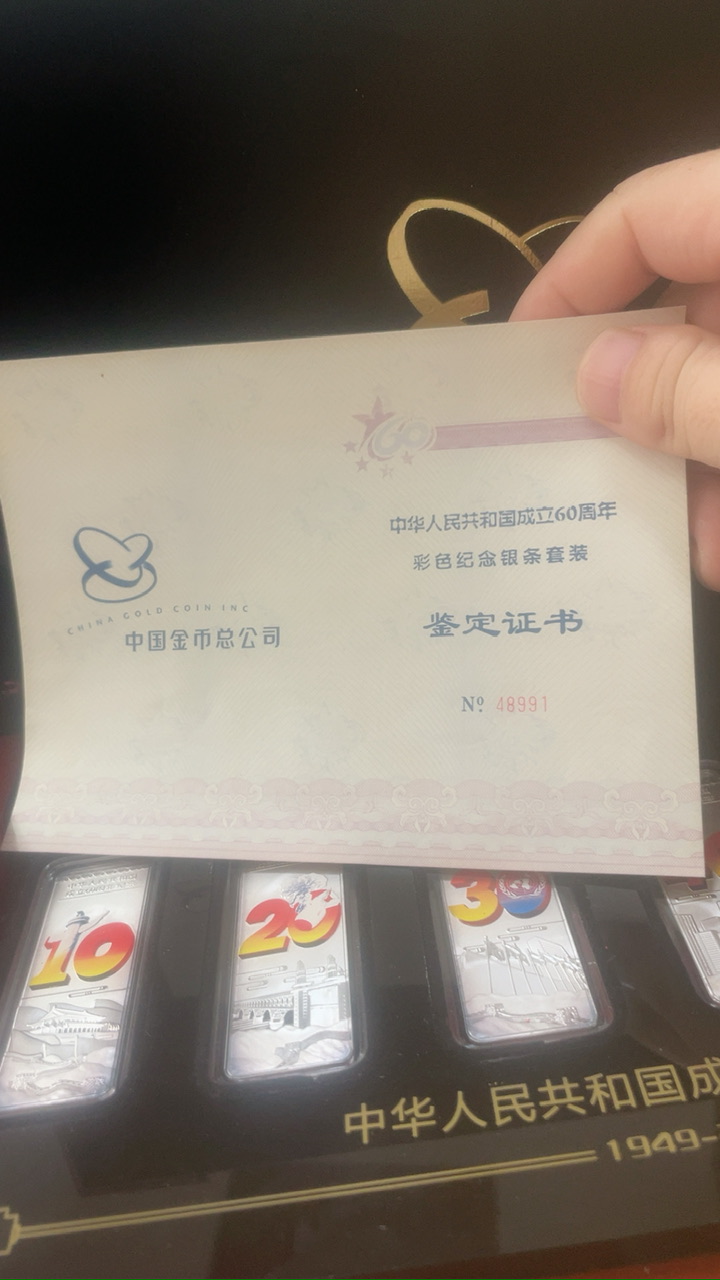 60
中华人民共和国成立60周年
彩色纪念银条套装
鉴定证书
Nº 48991
CHINA GOLD COIN INC
中国金币总公司
10
20
30
中华人民共和国成
1949-